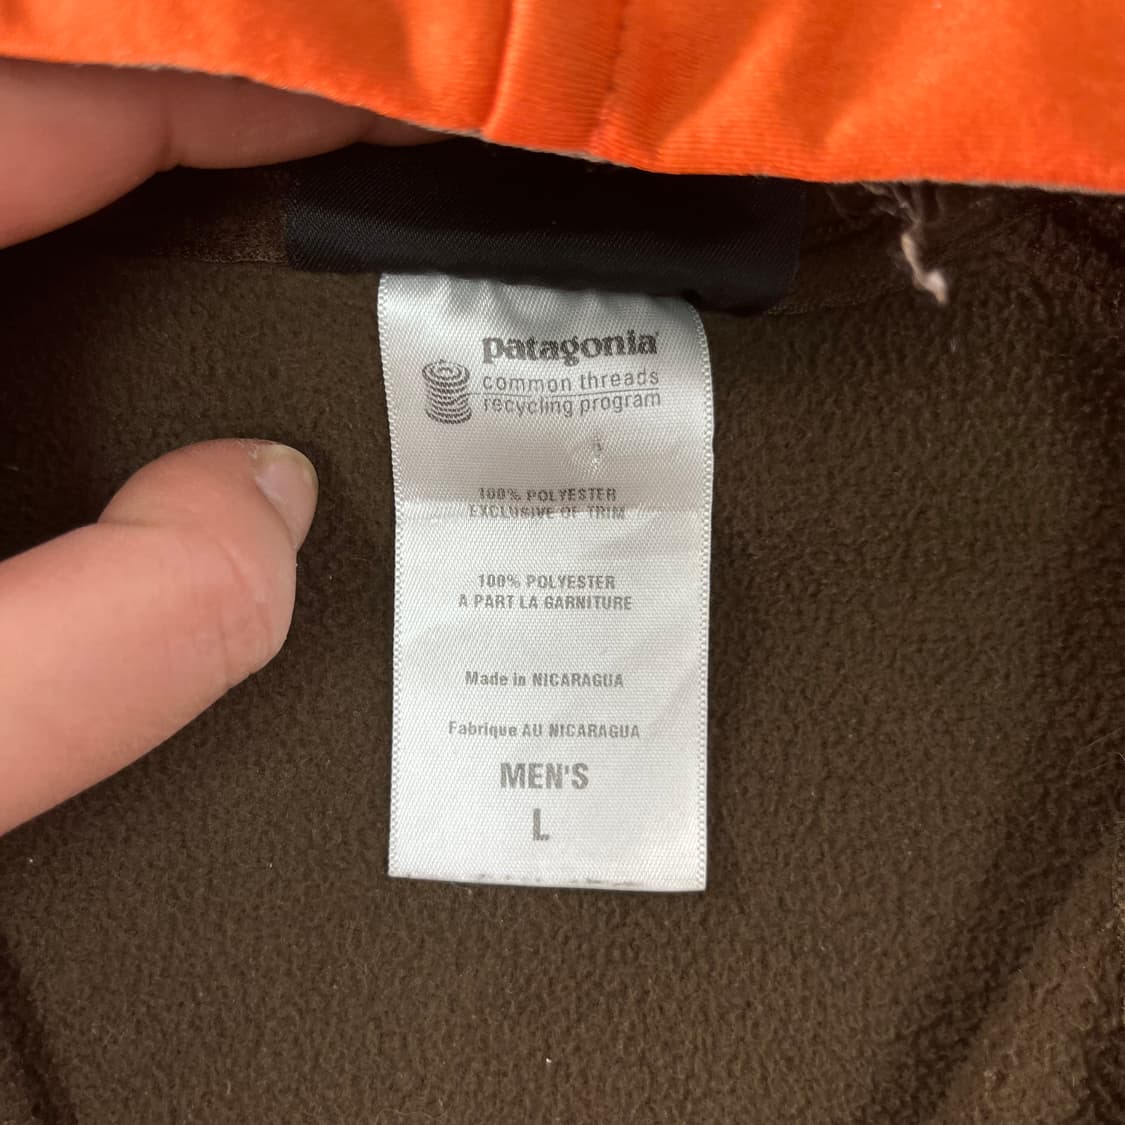 patagonia
common threads
recycling program
100% POLYESTER
EXCLUSIVE OF TRIM
100% POLYESTER
A PART LA GARNITURE
Made in NICARAGUA
Fabrique AU NICARAGUA
MEN'S
L